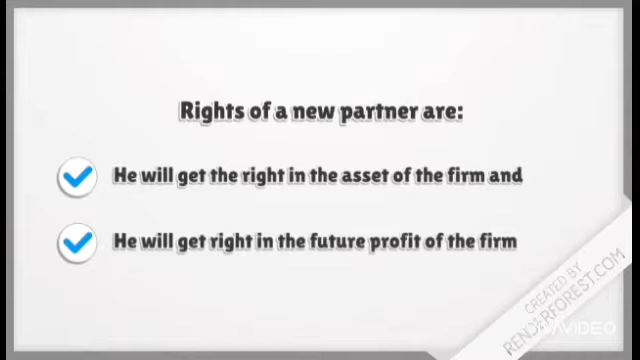 Rights of a new partner are:
He will get the right in the asset of the firm and
He will get right in the future profit of the firm
CREATED BY
RENDERFOREST.COM